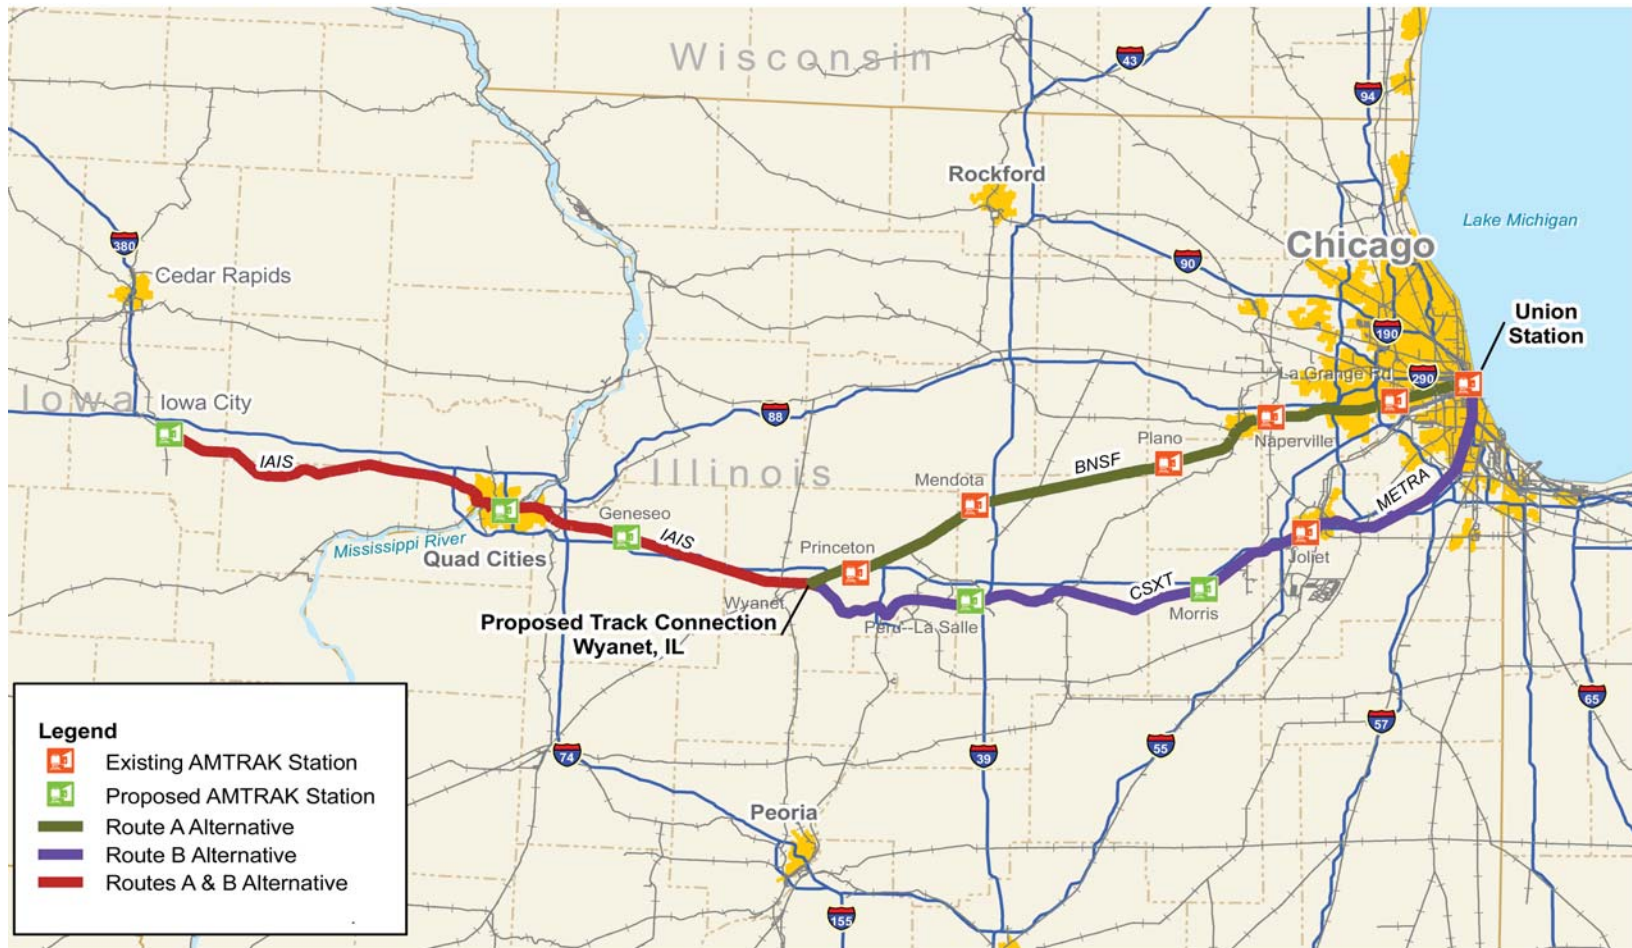 Wisconsin
43
94
Rockford
Lake Michigan
Chicago
90
380
Cedar Rapids
Union
Station
190
La Grange Rd
290
Iowa
Iowa City
88
Plano
Naperville
IAIS
Illinois
BNSF
Mendota
METRA
Geneseo
IAIS
Mississippi River
Quad Cities
Princeton
Joliet
CSXT
Wyanet
Morris
Peru--La Salle
Proposed Track Connection
Wyanet, IL
65
57
55
74
39
Legend
Existing AMTRAK Station
Proposed AMTRAK Station
Route A Alternative
Route B Alternative
Routes A & B Alternative
Peoria
155